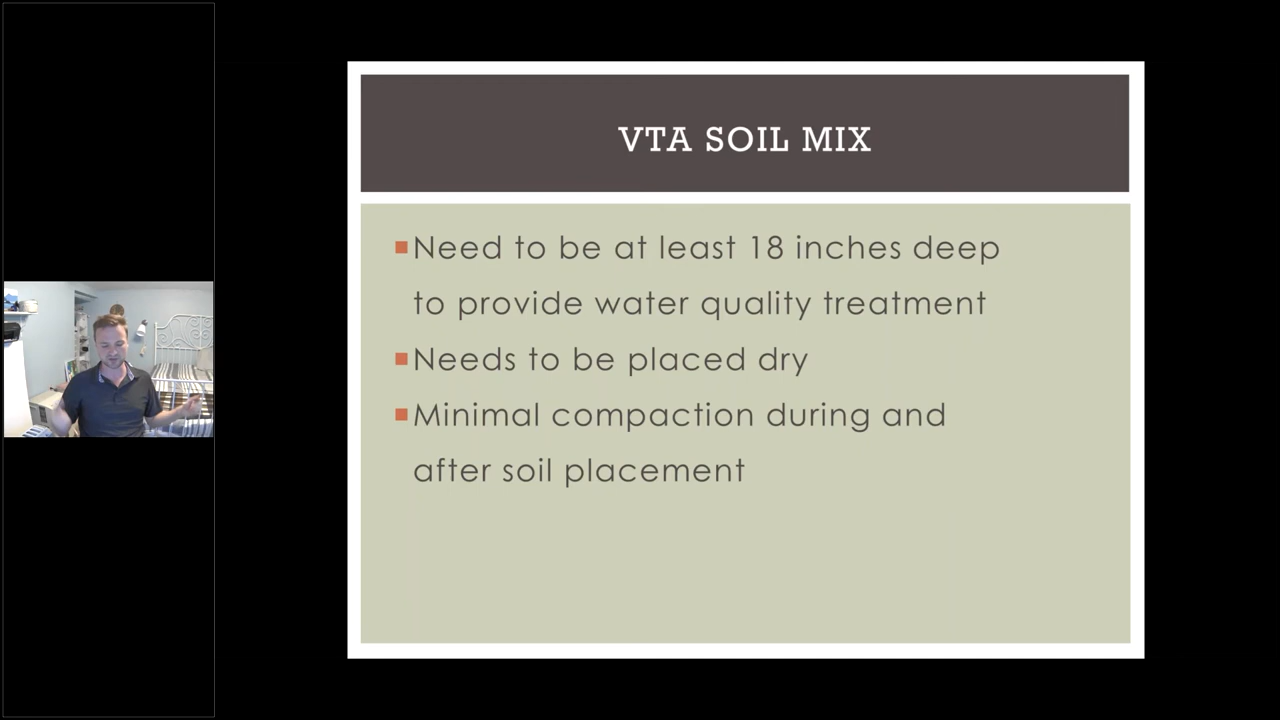 VTA SOIL MIX
Need to be at least 18 inches deep
to provide water quality treatment
Needs to be placed dry
Minimal compaction during and
after soil placement